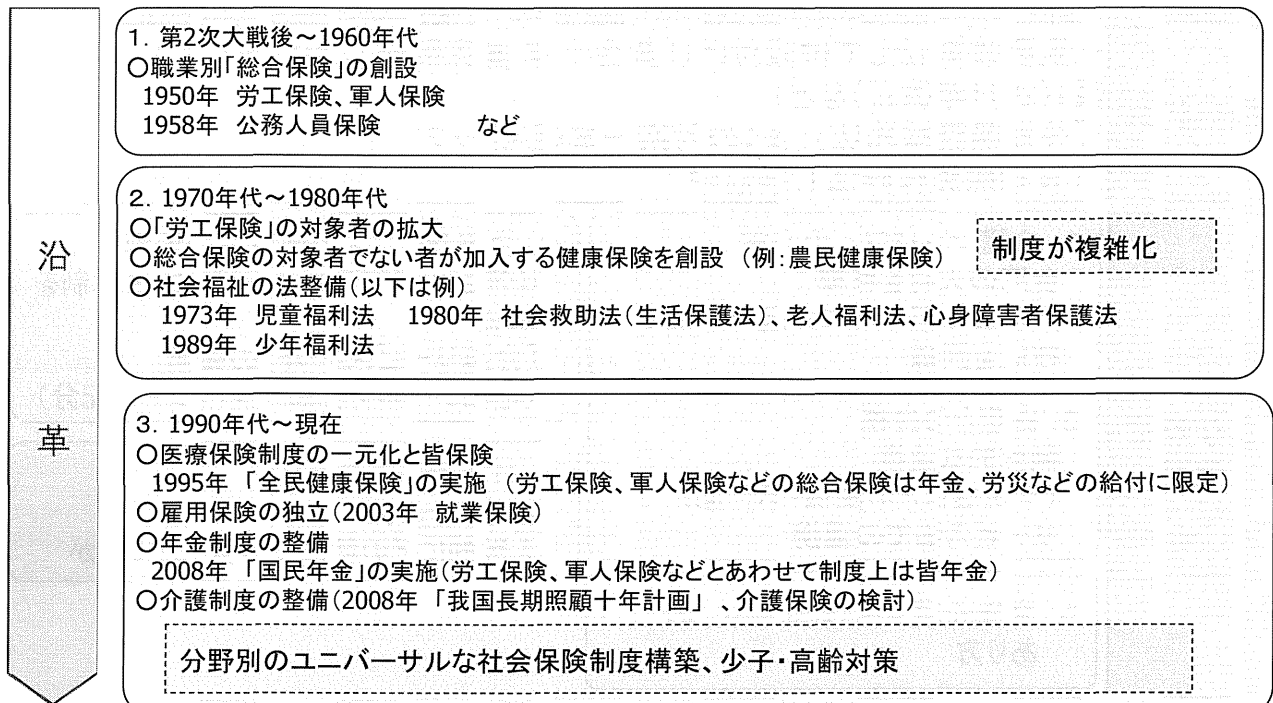 沿革
1. 第2次大戦後～1960年代
○職業別「総合保険」の創設
1950年 労工保険、軍人保険
1958年 公務人員保険 など
2. 1970年代～1980年代
○「労工保険」の対象者の拡大
○総合保険の対象者でない者が加入する健康保険を創設 (例:農民健康保険)
制度が複雑化
○社会福祉の法整備(以下は例)
1973年 児童福利法 1980年 社会救助法(生活保護法)、老人福利法、心身障害者保護法
1989年 少年福利法
3. 1990年代～現在
○医療保険制度の一元化と皆保険
1995年 「全民健康保険」の実施 (労工保険、軍人保険などの総合保険は年金、労災などの給付に限定)
○雇用保険の独立(2003年 就業保険)
○年金制度の整備
2008年 「国民年金」の実施(労工保険、軍人保険などとあわせて制度上は皆年金)
○介護制度の整備(2008年 「我国長期照顧十年計画」 、介護保険の検討)
分野別のユニバーサルな社会保険制度構築、少子・高齢対策